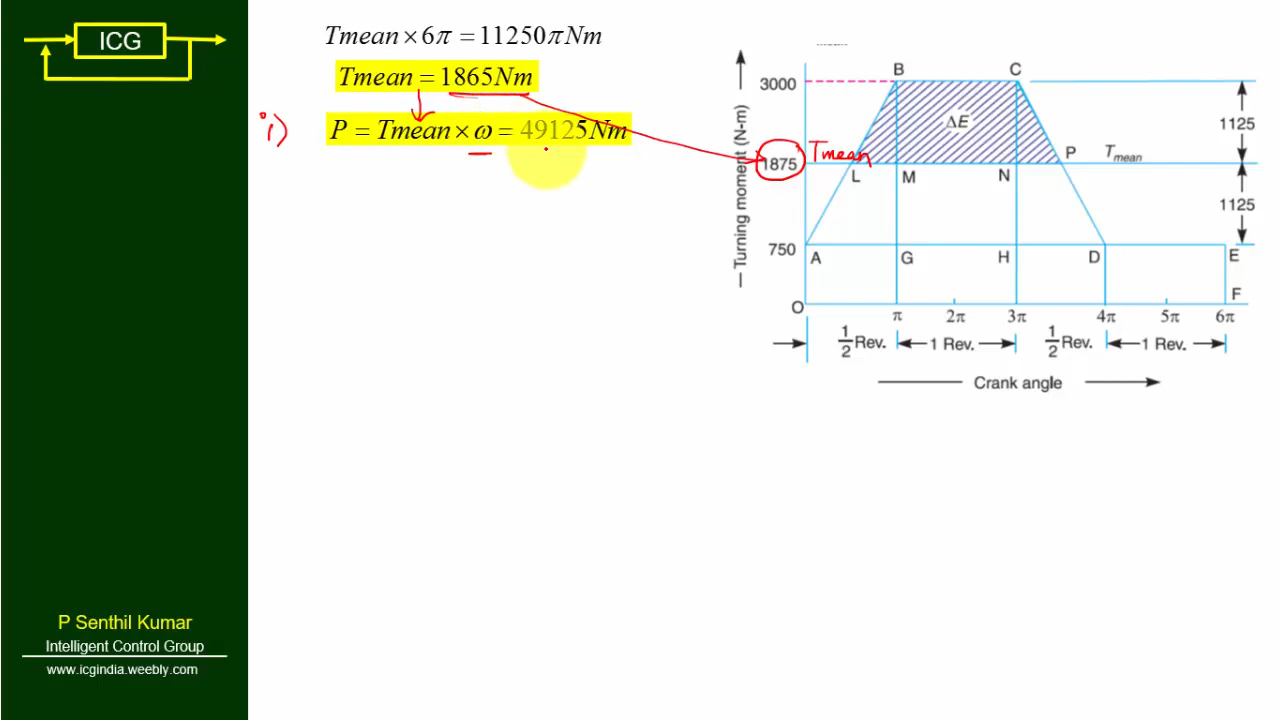 ICG
Tmean × 6π = 11250π Nm
Tmean = 1865Nm
i)
P = Tmean × ω = 49125Nm
B
C
3000
ΔE
1125
1875
Tmean
P
Tmean
L
M
N
1125
750
A
G
H
D
E
O
F
π
2π
3π
4π
5π
6π
1/2 Rev.
1 Rev.
1/2 Rev.
1 Rev.
Crank angle
Turning moment (N-m)
P Senthil Kumar
Intelligent Control Group
www.icgindia.weebly.com